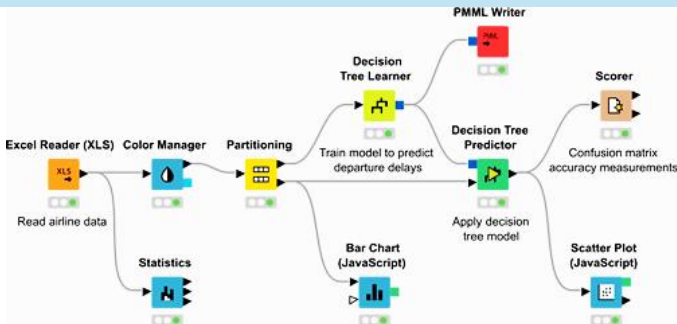 PMML Writer
PML
Decision
Tree Learner
Scorer
Excel Reader (XLS)
Color Manager
Partitioning
Decision Tree
Predictor
XLS
Train model to predict
departure delays
Confusion matrix
accuracy measurements
Read airline data
Apply decision
tree model
Statistics
Bar Chart
(JavaScript)
Scatter Plot
(JavaScript)